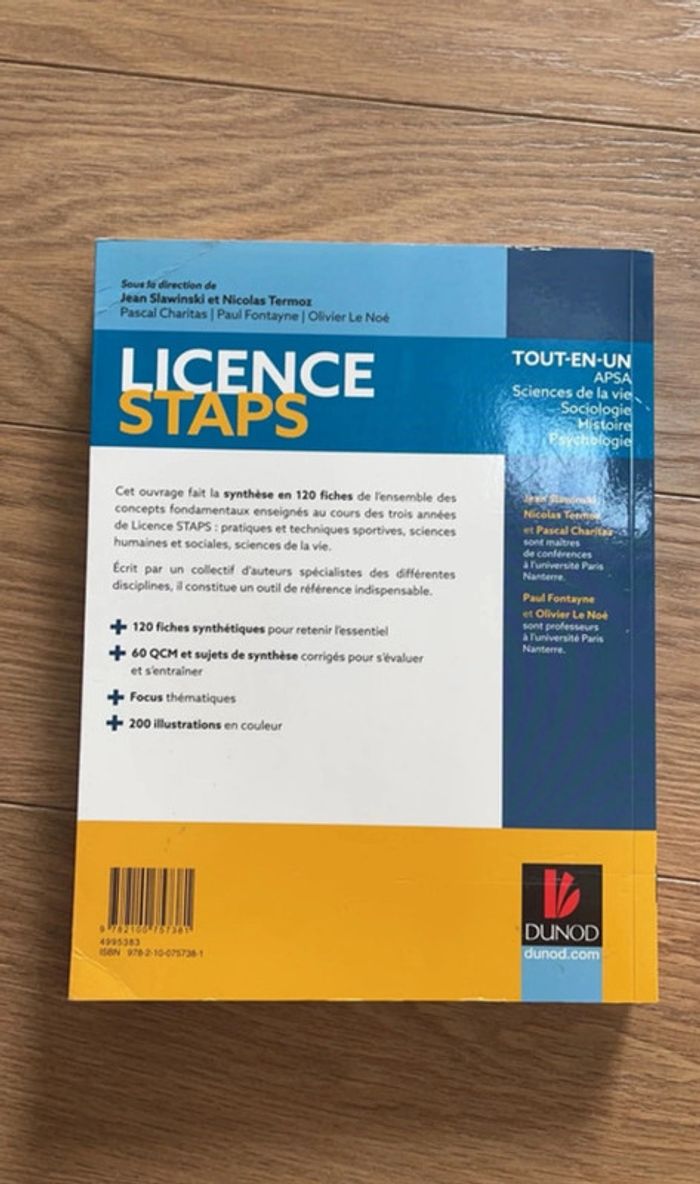 Sous la direction de
Jean Slawinski et Nicolas Termoz
Pascal Charitas | Paul Fontayne | Olivier Le Noé
LICENCE
STAPS
TOUT-EN-UN
APSA
Sciences de la vie
Sociologie
Histoire
Psychologie
Cet ouvrage fait la synthèse en 120 fiches de l'ensemble des
concepts fondamentaux enseignés au cours des trois années
de Licence STAPS : pratiques et techniques sportives, sciences
humaines et sociales, sciences de la vie.
Écrit par un collectif d'auteurs spécialistes des différentes
disciplines, il constitue un outil de référence indispensable.
+ 120 fiches synthétiques pour retenir l'essentiel
+ 60 QCM et sujets de synthèse corrigés pour s'évaluer
et s'entraîner
+ Focus thématiques
+ 200 illustrations en couleur
Jean Slawinski
Nicolas Termoz
et Pascal Charitas
sont maîtres
de conférences
à l'université Paris
Nanterre.
Paul Fontayne
et Olivier Le Noé
sont professeurs
à l'université Paris
Nanterre.
9 782100 757381
4995383
ISBN 978-2-10-075738-1
DUNOD
dunod.com